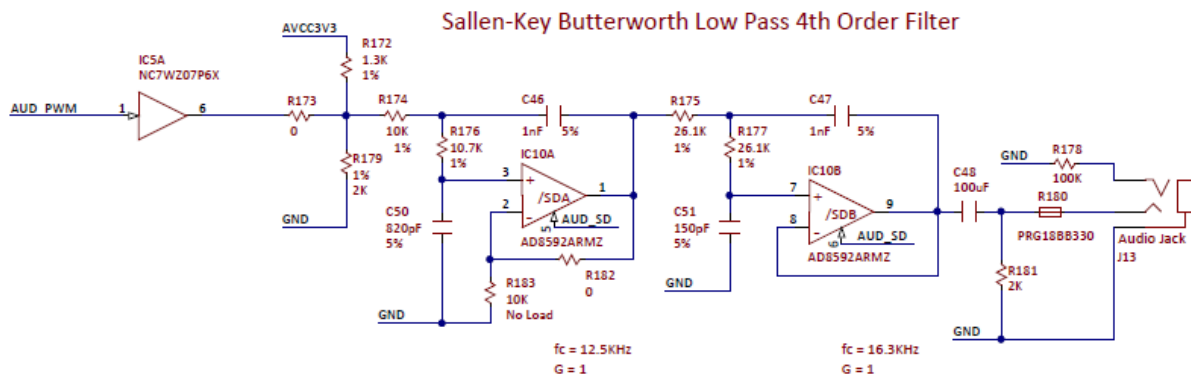 Sallen-Key Butterworth Low Pass 4th Order Filter
AVCC3V3
R172
1.3K
1%
IC5A
NC7WZ07P6X
AUD_PWM
1
6
R173
0
R174
10K
1%
R179
1%
2K
GND
C46
1nF
5%
R176
10.7K
1%
IC10A
3
+
2
-
/SDA
1
5
AUD_SD
AD8592ARMZ
C50
820pF
5%
R182
0
R183
10K
No Load
GND
R175
26.1K
1%
C47
1nF
5%
R177
26.1K
1%
IC10B
7
+
8
-
/SDB
9
6
AUD_SD
AD8592ARMZ
C51
150pF
5%
GND
C48
100uF
GND
R178
100K
R180
PRG18BB330
Audio Jack
J13
R181
2K
GND
fc = 12.5KHz
G = 1
fc = 16.3KHz
G = 1